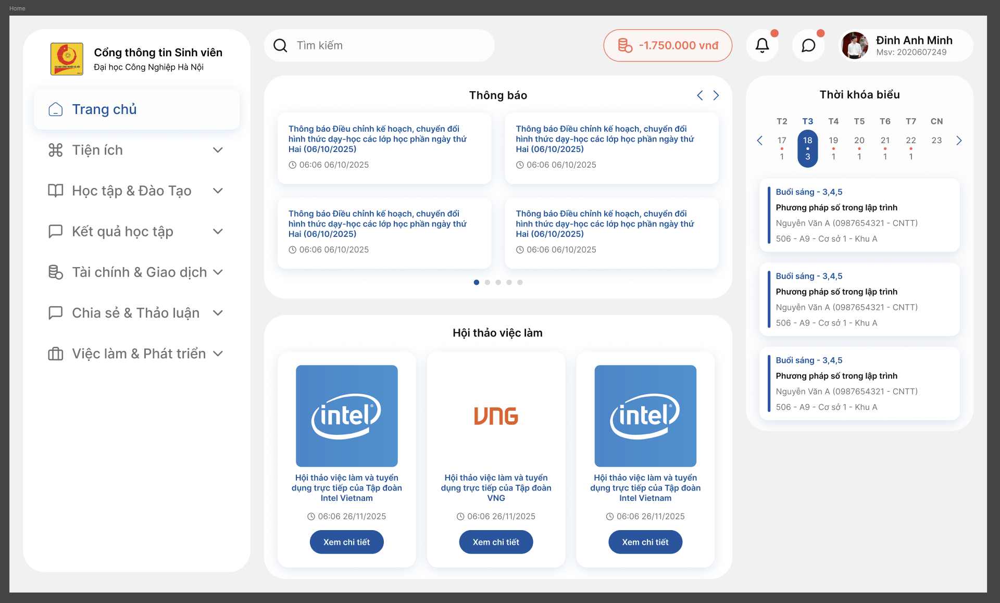 Home
Cổng thông tin Sinh viên
Đại học Công Nghiệp Hà Nội
Trang chủ
Tiện ích
Học tập & Đào Tạo
Kết quả học tập
Tài chính & Giao dịch
Chia sẻ & Thảo luận
Việc làm & Phát triển
Tìm kiếm
-1.750.000 vnđ
Đinh Anh Minh
Msv: 2020607249
Thông báo
Thông báo Điều chỉnh kế hoạch, chuyển đổi
hình thức dạy-học các lớp học phần ngày thứ
Hai (06/10/2025)
06:06 06/10/2025
Thông báo Điều chỉnh kế hoạch, chuyển đổi
hình thức dạy-học các lớp học phần ngày thứ
Hai (06/10/2025)
06:06 06/10/2025
Thông báo Điều chỉnh kế hoạch, chuyển đổi
hình thức dạy-học các lớp học phần ngày thứ
Hai (06/10/2025)
06:06 06/10/2025
Thông báo Điều chỉnh kế hoạch, chuyển đổi
hình thức dạy-học các lớp học phần ngày thứ
Hai (06/10/2025)
06:06 06/10/2025
Hội thảo việc làm
intel®
Hội thảo việc làm và tuyển
dụng trực tiếp của Tập đoàn
Intel Vietnam
06:06 26/11/2025
Xem chi tiết
VNG
Hội thảo việc làm và tuyển
dụng trực tiếp của Tập đoàn
VNG
06:06 26/11/2025
Xem chi tiết
intel®
Hội thảo việc làm và tuyển
dụng trực tiếp của Tập đoàn
Intel Vietnam
06:06 26/11/2025
Xem chi tiết
Thời khóa biểu
T2 T3 T4 T5 T6 T7 CN
17 18 19 20 21 22 23
1 3 1 1 1 1
Buổi sáng - 3,4,5
Phương pháp số trong lập trình
Nguyễn Văn A (0987654321 - CNTT)
506 - A9 - Cơ sở 1 - Khu A
Buổi sáng - 3,4,5
Phương pháp số trong lập trình
Nguyễn Văn A (0987654321 - CNTT)
506 - A9 - Cơ sở 1 - Khu A
Buổi sáng - 3,4,5
Phương pháp số trong lập trình
Nguyễn Văn A (0987654321 - CNTT)
506 - A9 - Cơ sở 1 - Khu A